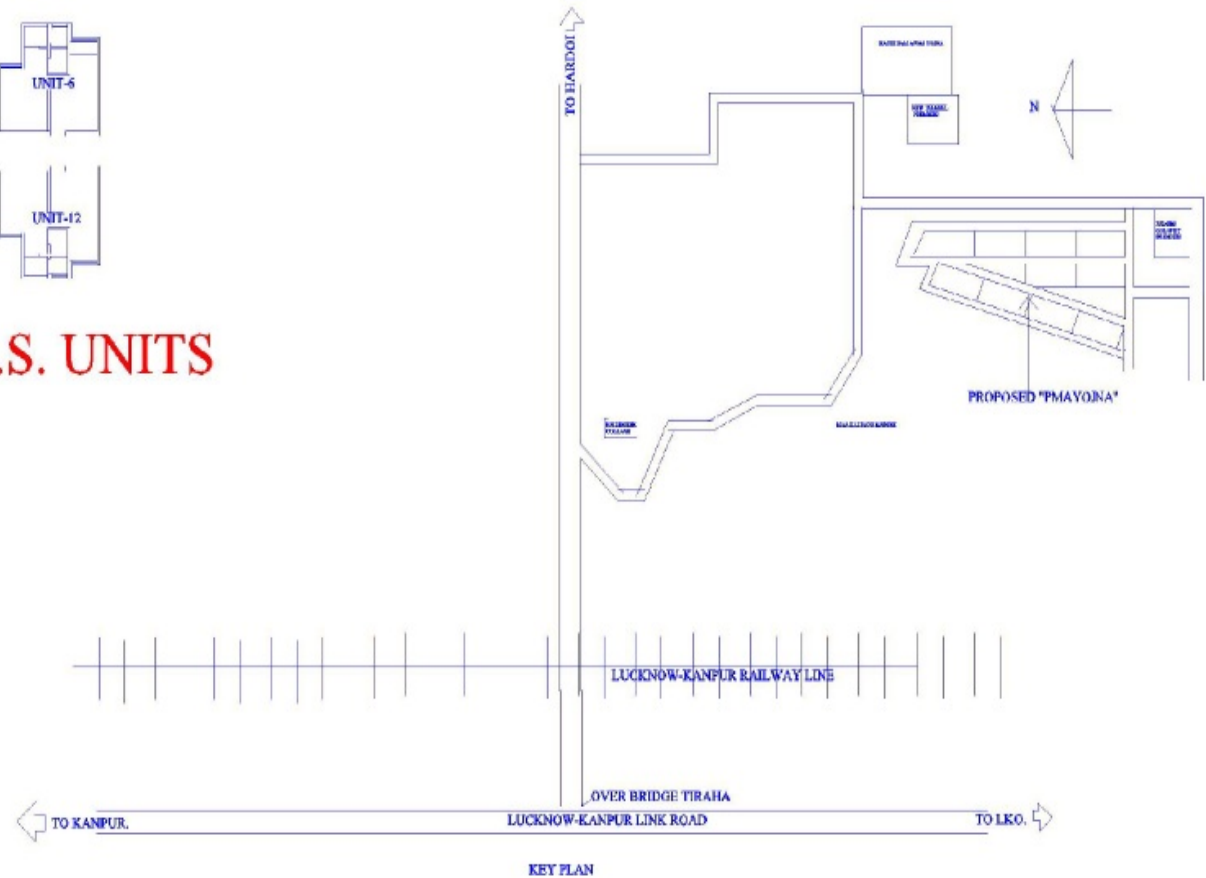 UNIT-6
TO HARDOI
N
UNIT-12
.S. UNITS
PROPOSED "PMAYOJNA"
LUCKNOW-KANPUR RAILWAY LINE
OVER BRIDGE TIRAHA
TO KANPUR.
LUCKNOW-KANPUR LINK ROAD
TO LKO.
KEY PLAN